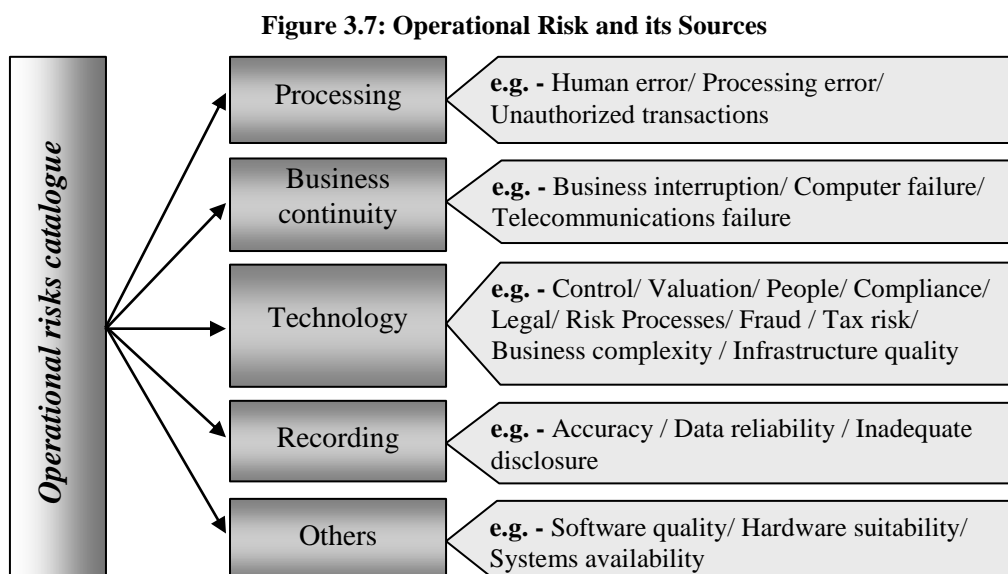 Figure 3.7: Operational Risk and its Sources
Operational risks catalogue
Processing
e.g. - Human error/ Processing error/
Unauthorized transactions
Business
continuity
e.g. - Business interruption/ Computer failure/
Telecommunications failure
Technology
e.g. - Control/ Valuation/ People/ Compliance/
Legal/ Risk Processes/ Fraud / Tax risk/
Business complexity / Infrastructure quality
Recording
e.g. - Accuracy / Data reliability / Inadequate
disclosure
Others
e.g. - Software quality/ Hardware suitability/
Systems availability